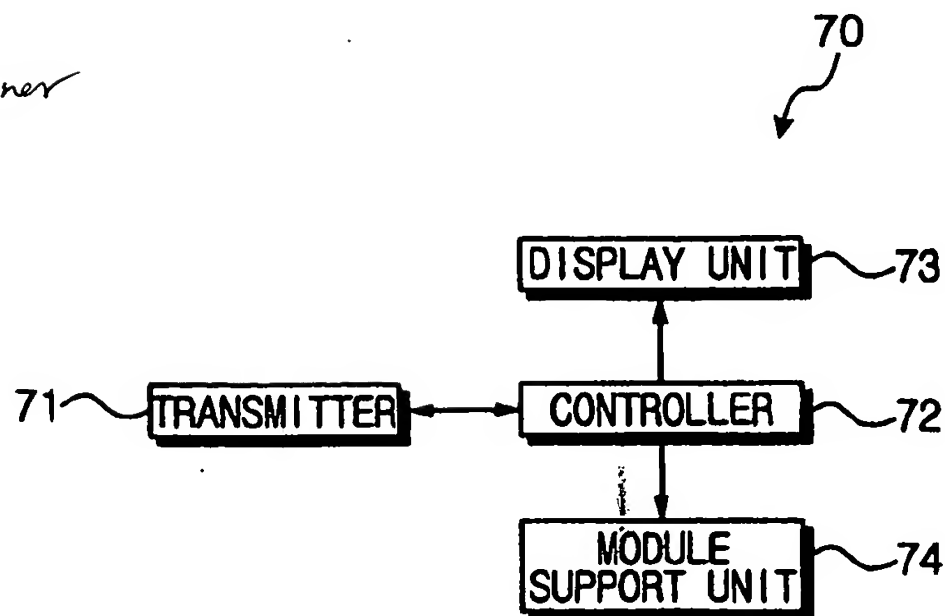 70
ner
DISPLAY UNIT
73
71
TRANSMITTER
CONTROLLER
72
MODULE
SUPPORT UNIT
74